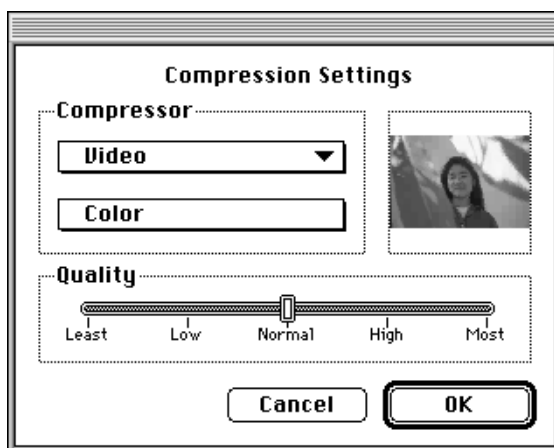 Compression Settings
Compressor
Video
Color
Quality
Least Low Normal High Most
Cancel OK